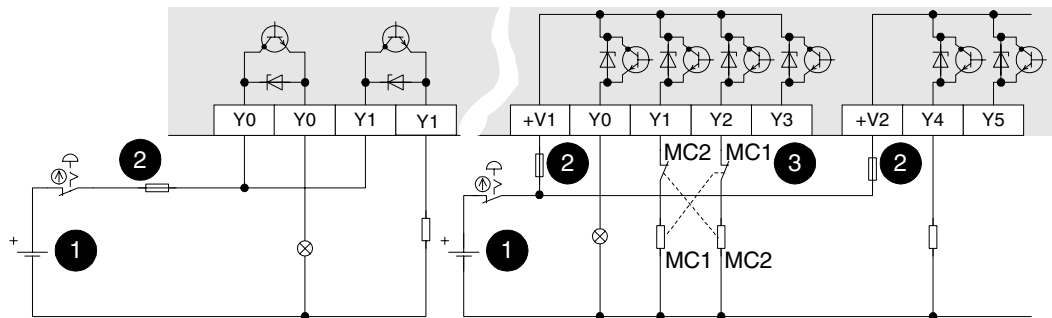 Y0 Y0 Y1 Y1 +V1 Y0 Y1 Y2 Y3 +V2 Y4 Y5
2 2 MC2 MC1 3 2
+ 1 + 1 MC1 MC2